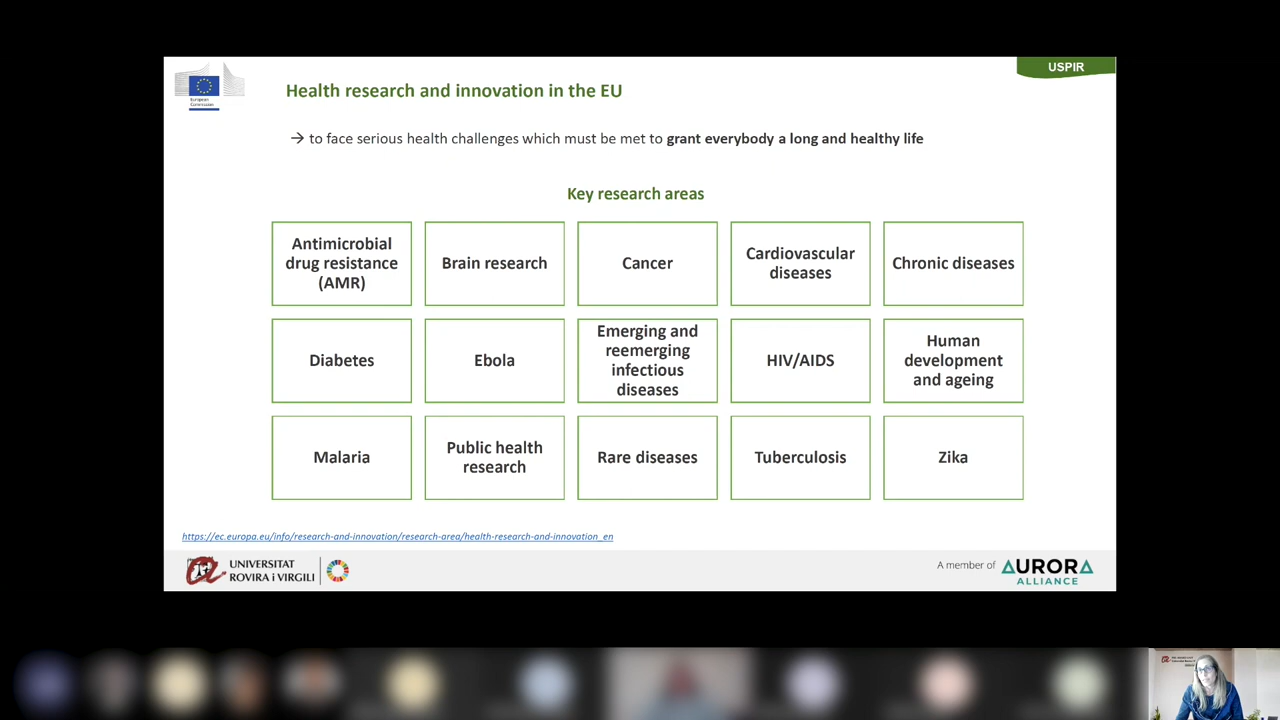 USPIR
European
Commission
Health research and innovation in the EU
→ to face serious health challenges which must be met to grant everybody a long and healthy life
Key research areas
Antimicrobial
drug resistance
(AMR)
Brain research
Cancer
Cardiovascular
diseases
Chronic diseases
Diabetes
Ebola
Emerging and
reemerging
infectious
diseases
HIV/AIDS
Human
development
and ageing
Malaria
Public health
research
Rare diseases
Tuberculosis
Zika
https://ec.europa.eu/info/research-and-innovation/research-area/health-research-and-innovation_en
UNIVERSITAT
ROVIRA i VIRGILI
A member of
AURORA
ALLIANCE